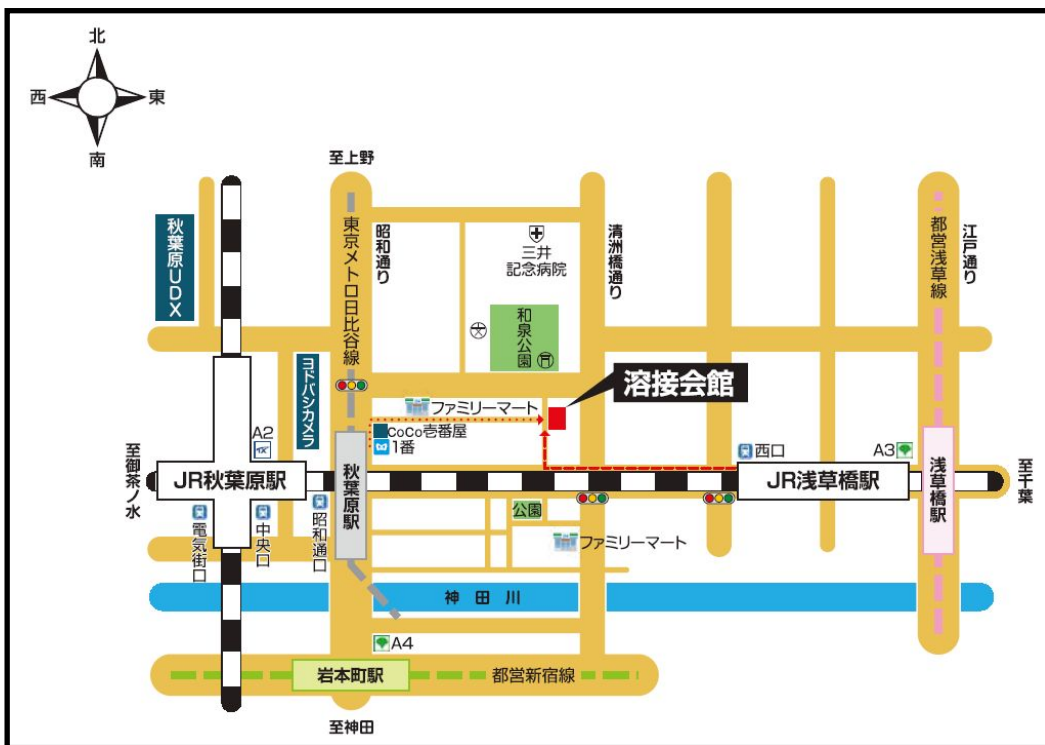 北
西
東
南
至上野
秋葉原UDX
東京メトロ日比谷線
昭和通り
三井
記念病院
清洲橋通り
都営浅草線
江戸通り
和泉公園
ヨドバシカメラ
溶接会館
ファミリーマート
CoCo壱番屋
1番
A2
西口
A3
至御茶ノ水
JR秋葉原駅
秋葉原駅
JR浅草橋駅
浅草橋駅
至千葉
電気街口
中央口
昭和通口
公園
ファミリーマート
神田川
A4
岩本町駅
都営新宿線
至神田